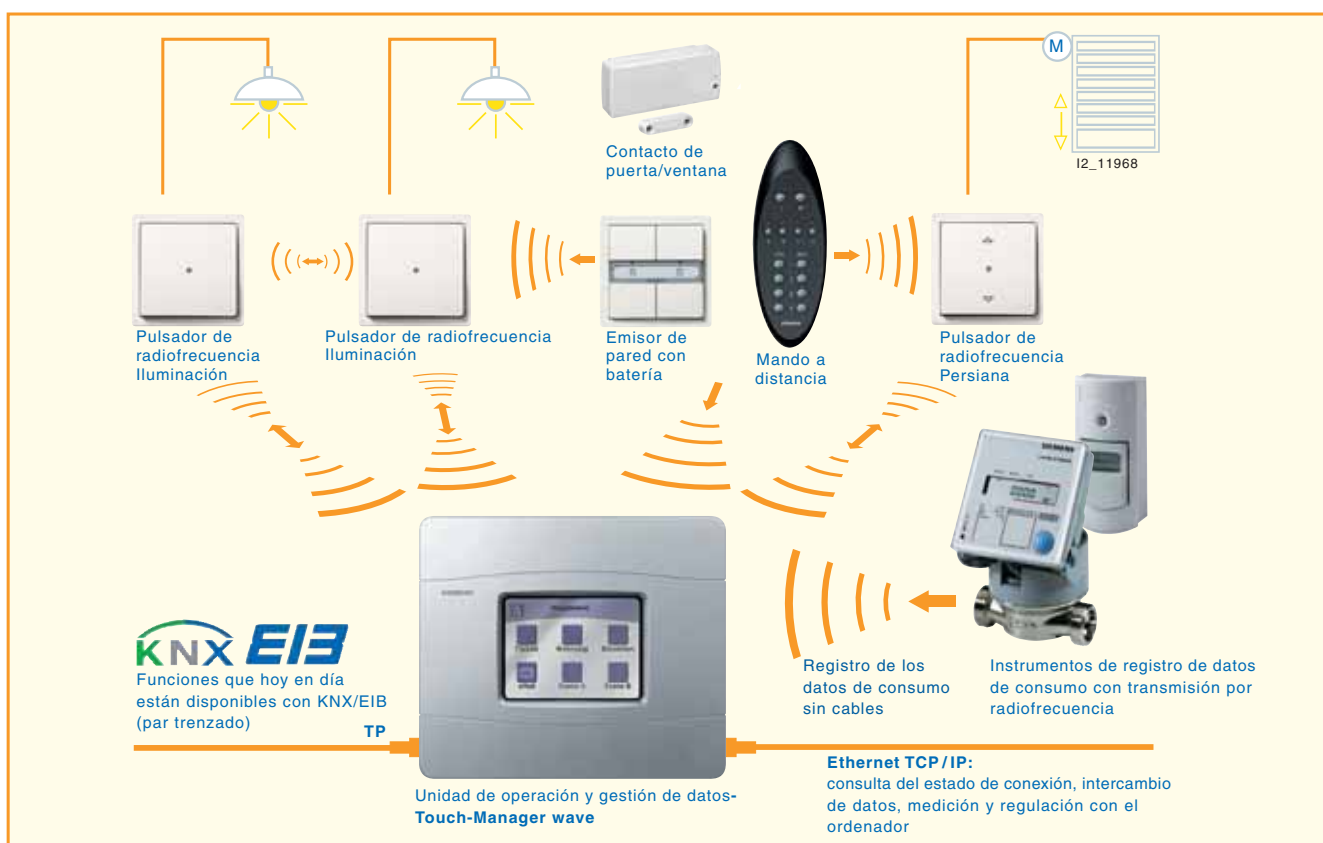 M
I2_11968
Contacto de
puerta/ventana
Pulsador de
radiofrecuencia
Iluminación
Pulsador de radiofrecuencia
Iluminación
Emisor de
pared con
batería
Mando a
distancia
Pulsador de
radiofrecuencia
Persiana
SIEMENS
KNX EIB
Funciones que hoy en día
están disponibles con KNX/EIB
(par trenzado)
TP
Registro de los
datos de consumo
sin cables
Instrumentos de registro de datos
de consumo con transmisión por
radiofrecuencia
Unidad de operación y gestión de datos-
Touch-Manager wave
Ethernet TCP/IP:
consulta del estado de conexión, intercambio
de datos, medición y regulación con el
ordenador